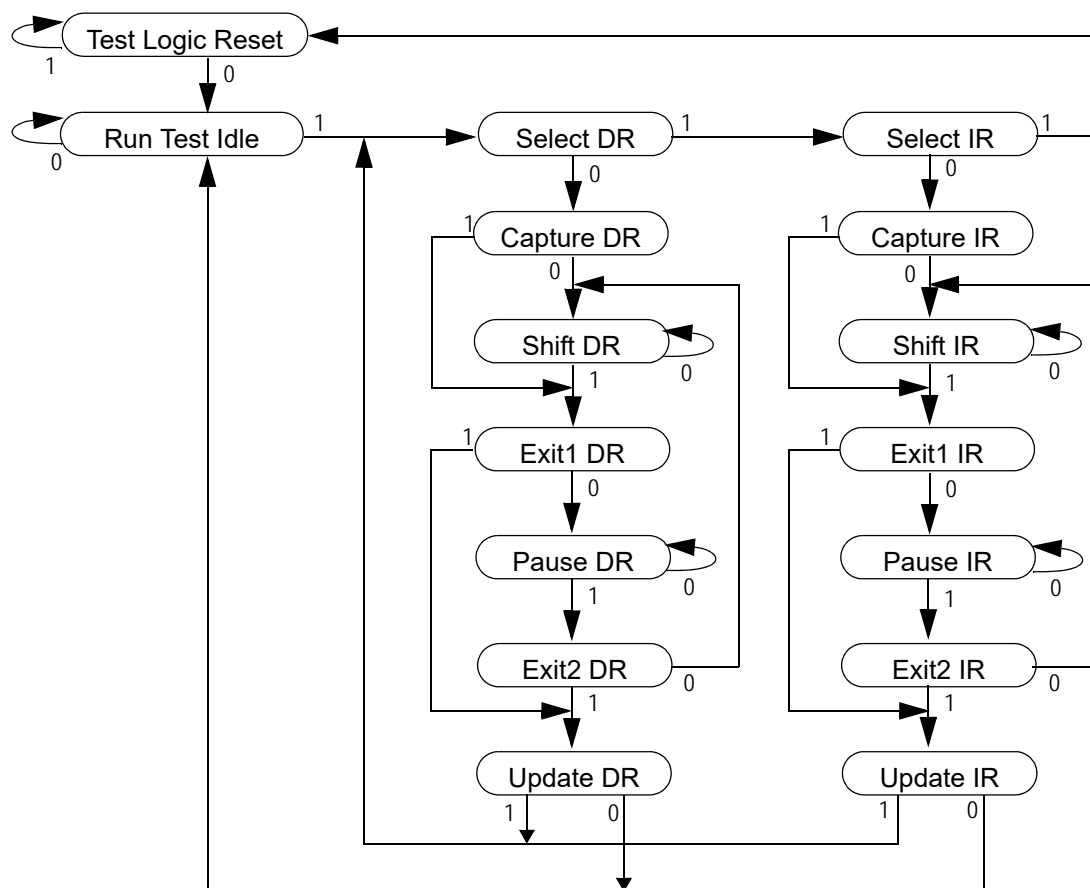 Test Logic Reset
1
0
Run Test Idle
1
0
Select DR
1
0
Select IR
1
0
1
Capture DR
0
1
Capture IR
0
Shift DR
0
1
Shift IR
0
1
1
Exit1 DR
0
1
Exit1 IR
0
Pause DR
0
1
Pause IR
0
1
Exit2 DR
0
1
Exit2 IR
0
1
Update DR
1
0
Update IR
1
0